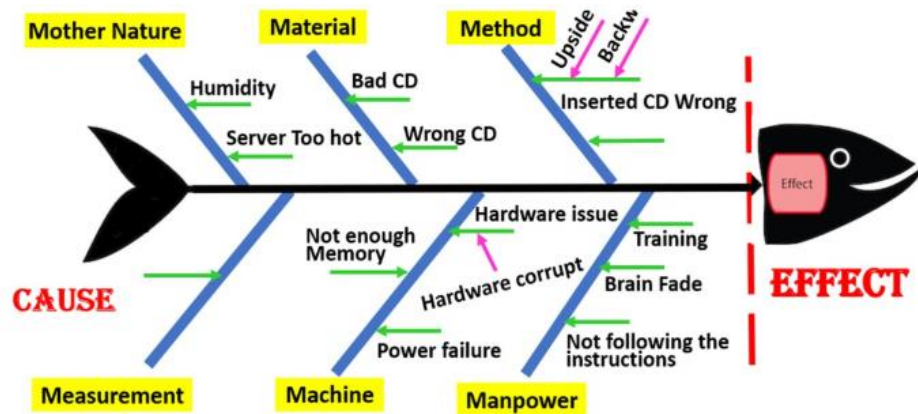 Mother Nature
Material
Method
Upside
Backw
Humidity
Bad CD
Inserted CD Wrong
Server Too hot
Wrong CD
Effect
Not enough
Memory
Hardware issue
Training
Hardware corrupt
Brain Fade
CAUSE
EFFECT
Power failure
Not following the
instructions
Measurement
Machine
Manpower